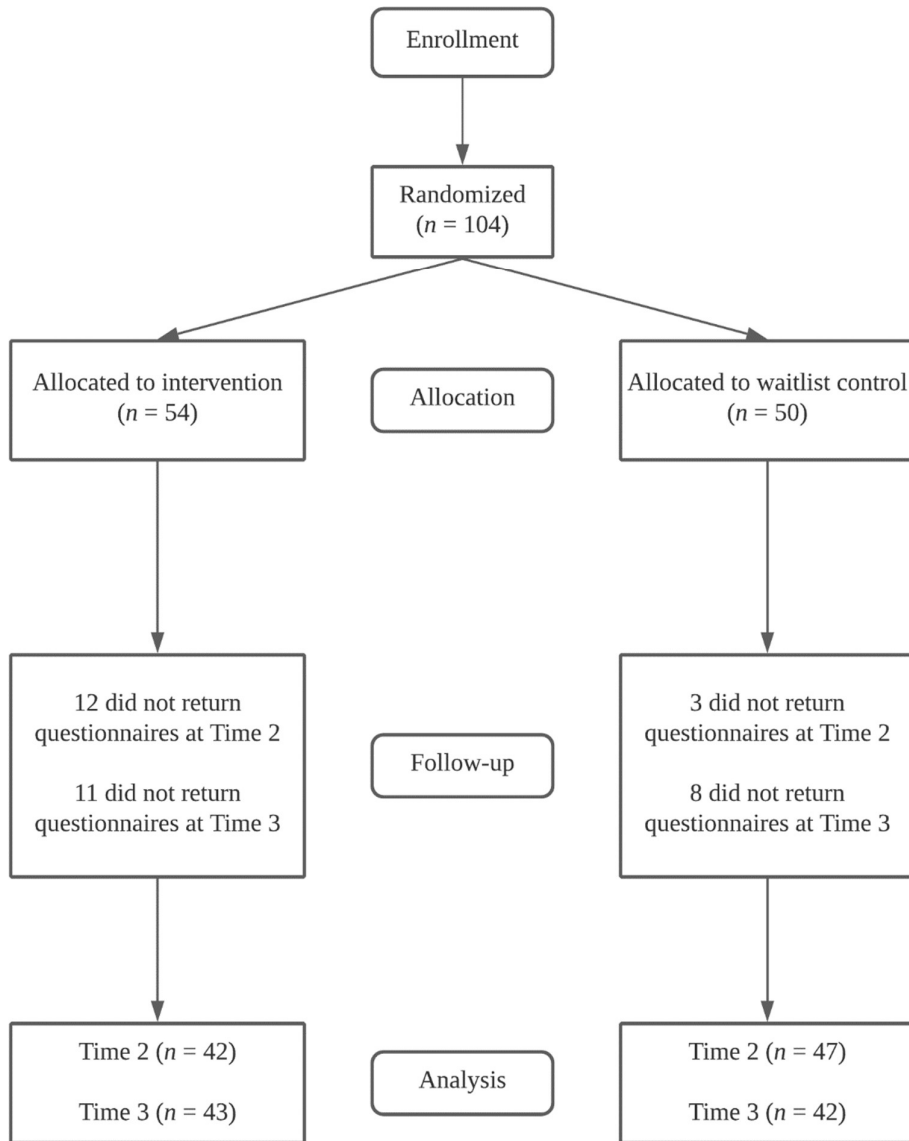 Enrollment
Randomized
(n = 104)
Allocated to intervention
(n = 54)
Allocation
Allocated to waitlist control
(n = 50)
12 did not return
questionnaires at Time 2
11 did not return
questionnaires at Time 3
Follow-up
3 did not return
questionnaires at Time 2
8 did not return
questionnaires at Time 3
Time 2 (n = 42)
Time 3 (n = 43)
Analysis
Time 2 (n = 47)
Time 3 (n = 42)